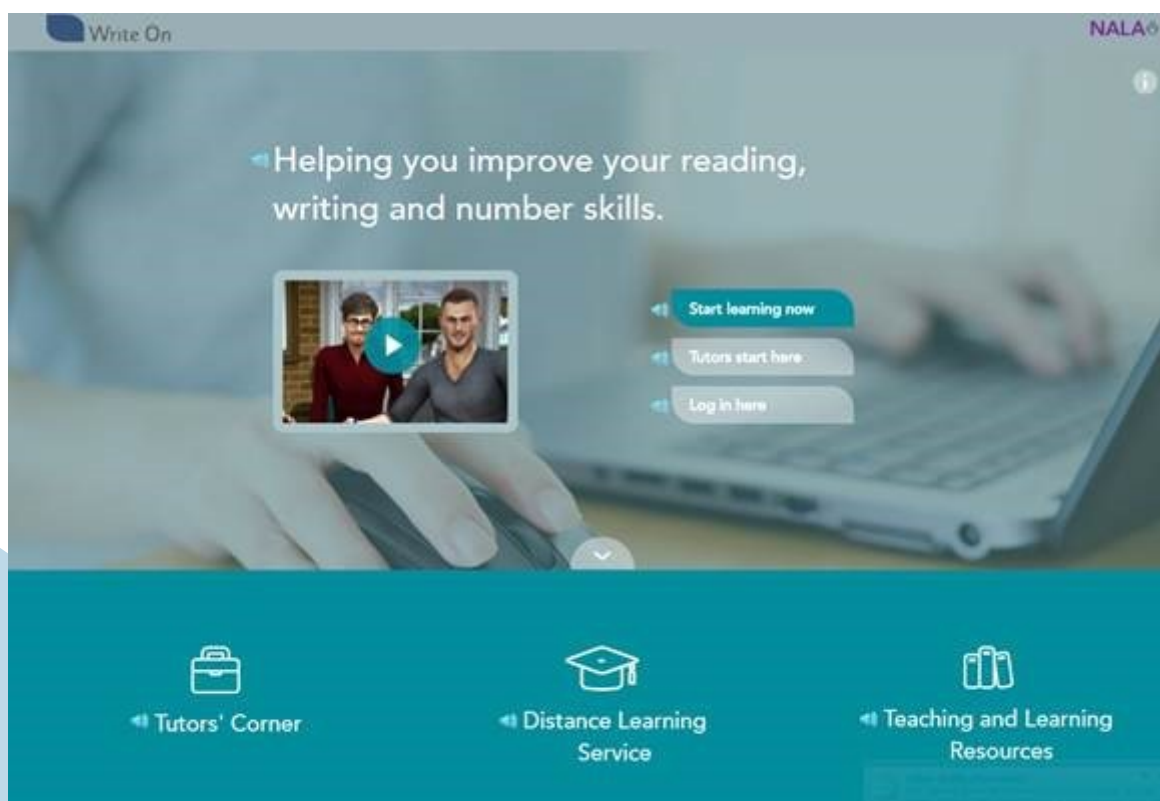 Write On
NALA
Helping you improve your reading,
writing and number skills.
Start learning now
Tutors start here
Log in here
Tutors' Corner
Distance Learning
Service
Teaching and Learning
Resources